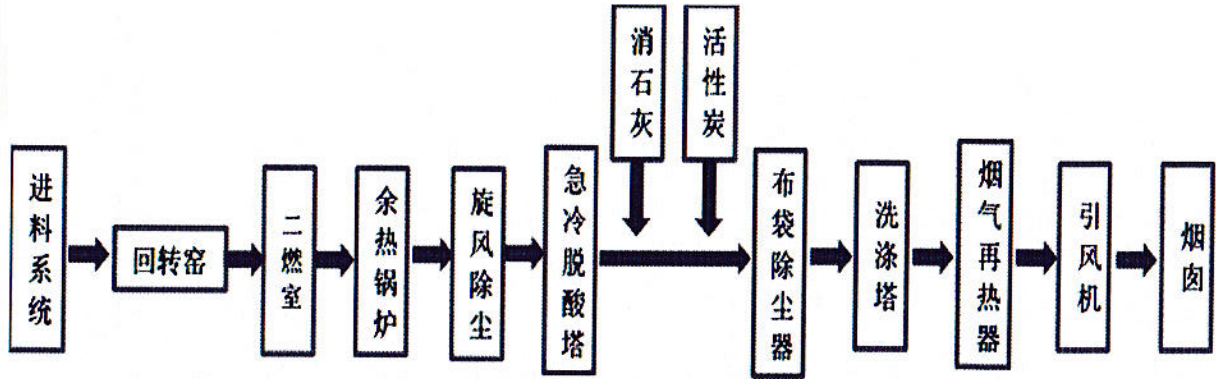 进料系统
回转窑
二燃室
余热锅炉
旋风除尘
急冷脱酸塔
消石灰
活性炭
布袋除尘器
洗涤塔
烟气再热器
引风机
烟囱